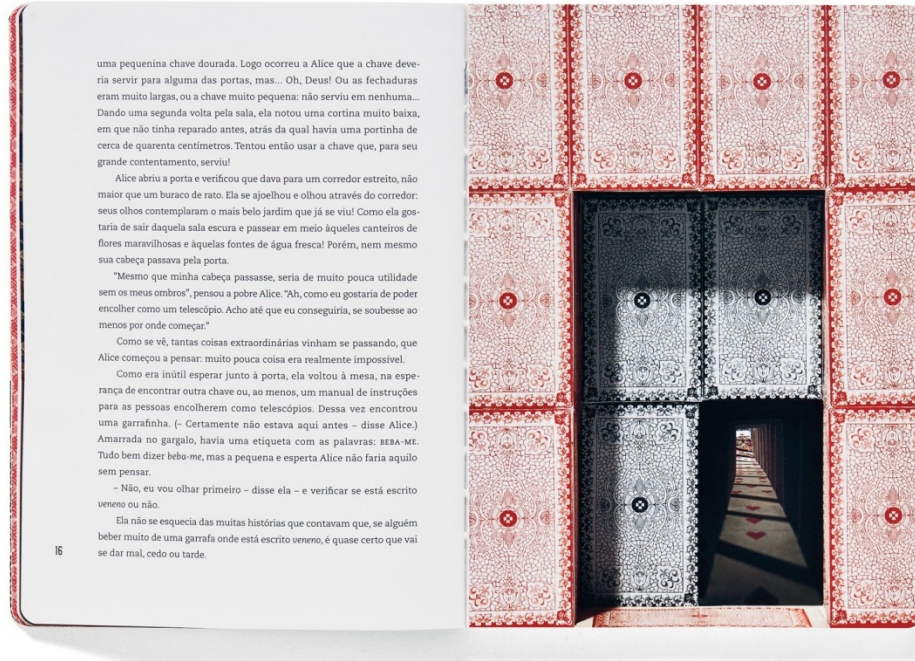 uma pequenina chave dourada. Logo ocorreu a Alice que a chave deve-
ria servir para alguma das portas, mas... Oh, Deus! Ou as fechaduras
eram muito largas, ou a chave muito pequena: não serviu em nenhuma...
Dando uma segunda volta pela sala, ela notou uma cortina muito baixa,
em que não tinha reparado antes, atrás da qual havia uma portinha de
cerca de quarenta centímetros. Tentou então usar a chave que, para seu
grande contentamento, serviu!
Alice abriu a porta e verificou que dava para um corredor estreito, não
maior que um buraco de rato. Ela se ajoelhou e olhou através do corredor:
seus olhos contemplaram o mais belo jardim que já se viu! Como ela gos-
taria de sair daquela sala escura e passear em meio àqueles canteiros de
flores maravilhosas e àquelas fontes de água fresca! Porém, nem mesmo
sua cabeça passava pela porta.
"Mesmo que minha cabeça passasse, seria de muito pouca utilidade
sem os meus ombros", pensou a pobre Alice. "Ah, como eu gostaria de poder
encolher como um telescópio. Acho até que eu conseguiria, se soubesse ao
menos por onde começar."
Como se vê, tantas coisas extraordinárias vinham se passando, que
Alice começou a pensar: muito pouca coisa era realmente impossível.
Como era inútil esperar junto à porta, ela voltou à mesa, na espe-
rança de encontrar outra chave ou, ao menos, um manual de instruções
para as pessoas encolherem como telescópios. Dessa vez encontrou
uma garrafinha. (– Certamente não estava aqui antes – disse Alice.)
Amarrada no gargalo, havia uma etiqueta com as palavras: BEBA-ME.
Tudo bem dizer beba-me, mas a pequena e esperta Alice não faria aquilo
sem pensar.
– Não, eu vou olhar primeiro – disse ela – e verificar se está escrito
veneno ou não.
Ela não se esquecia das muitas histórias que contavam que, se alguém
beber muito de uma garrafa onde está escrito veneno, é quase certo que vai
se dar mal, cedo ou tarde.
16